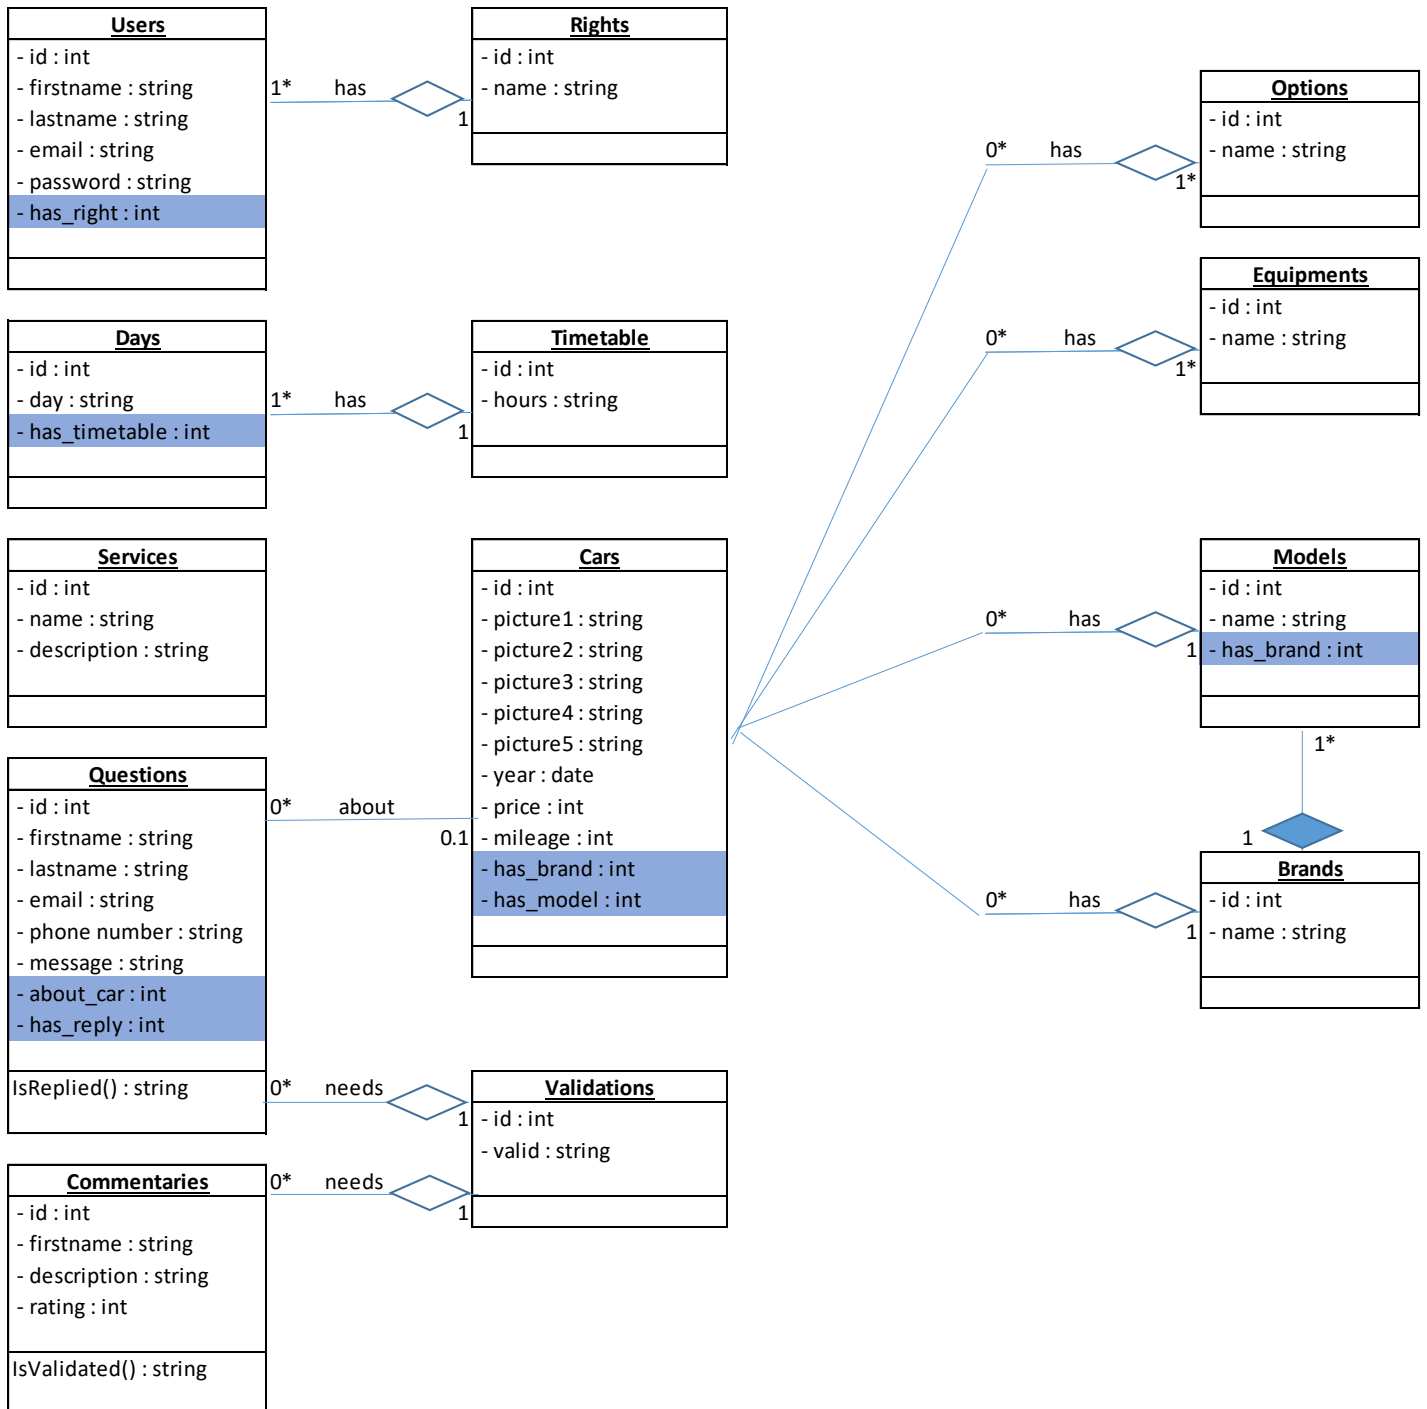 Users
- id : int
- firstname : string
- lastname : string
- email : string
- password : string
- has_right : int
1* has
1
Rights
- id : int
- name : string
Days
- id : int
- day : string
- has_timetable : int
1* has
1
Timetable
- id : int
- hours : string
Services
- id : int
- name : string
- description : string
Questions
- id : int
- firstname : string
- lastname : string
- email : string
- phone number : string
- message : string
- about_car : int
- has_reply : int
IsReplied() : string
0* about
0.1
Cars
- id : int
- picture1 : string
- picture2 : string
- picture3 : string
- picture4 : string
- picture5 : string
- year : date
- price : int
- mileage : int
- has_brand : int
- has_model : int
0* needs
1
Validations
- id : int
- valid : string
Commentaries
- id : int
- firstname : string
- description : string
- rating : int
IsValidated() : string
0* needs
1
0* has
1*
Options
- id : int
- name : string
0* has
1*
Equipments
- id : int
- name : string
0* has
1
Models
- id : int
- name : string
- has_brand : int
1*
1
0* has
1
Brands
- id : int
- name : string